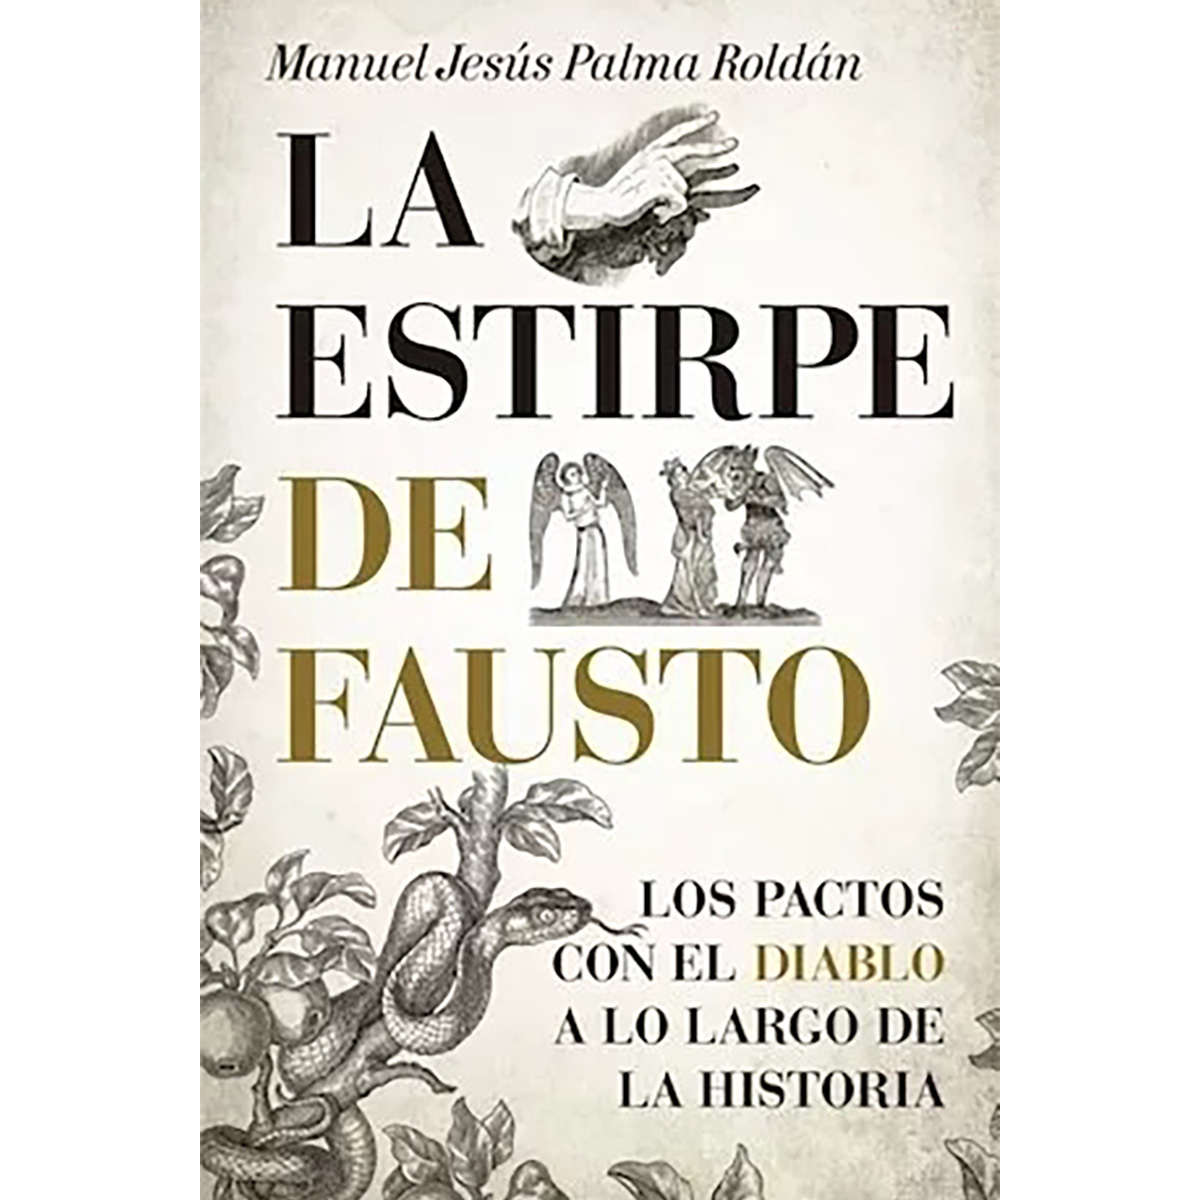 Manuel Jesús Palma Roldán
LA
ESTIRPE
DE
FAUSTO
LOS PACTOS
CON EL DIABLO
A LO LARGO DE
LA HISTORIA